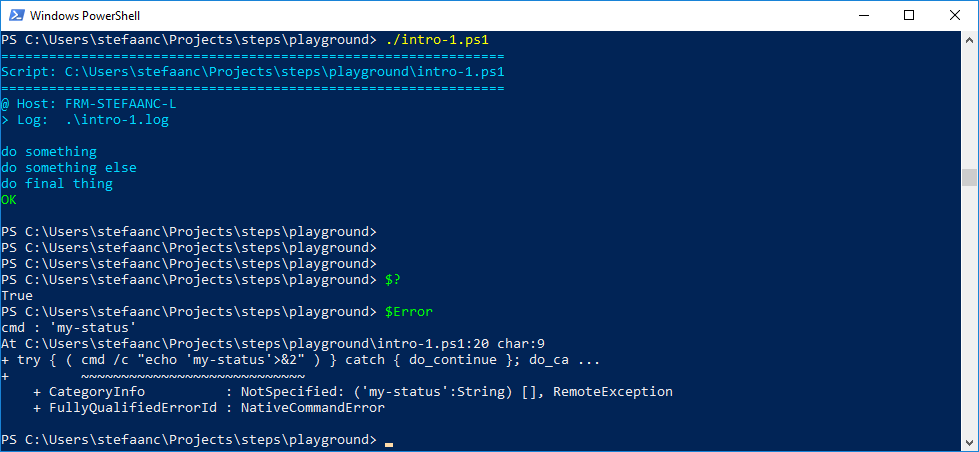 Windows PowerShell
PS C:\Users\stefaanc\Projects\steps\playground> ./intro-1.ps1
===============================================================
Script: C:\Users\stefaanc\Projects\steps\playground\intro-1.ps1
===============================================================
@ Host: FRM-STEFAANC-L
> Log:  .\intro-1.log
do something
do something else
do final thing
OK
PS C:\Users\stefaanc\Projects\steps\playground>
PS C:\Users\stefaanc\Projects\steps\playground>
PS C:\Users\stefaanc\Projects\steps\playground>
PS C:\Users\stefaanc\Projects\steps\playground> $?
True
PS C:\Users\stefaanc\Projects\steps\playground> $Error
cmd : 'my-status'
At C:\Users\stefaanc\Projects\steps\playground\intro-1.ps1:20 char:9
+ try { ( cmd /c "echo 'my-status'>&2" ) } catch { do_continue }; do_ca ...
+         ~~~~~~~~~~~~~~~~~~~~~~~~~~~~
    + CategoryInfo          : NotSpecified: ('my-status':String) [], RemoteException
    + FullyQualifiedErrorId : NativeCommandError
PS C:\Users\stefaanc\Projects\steps\playground>